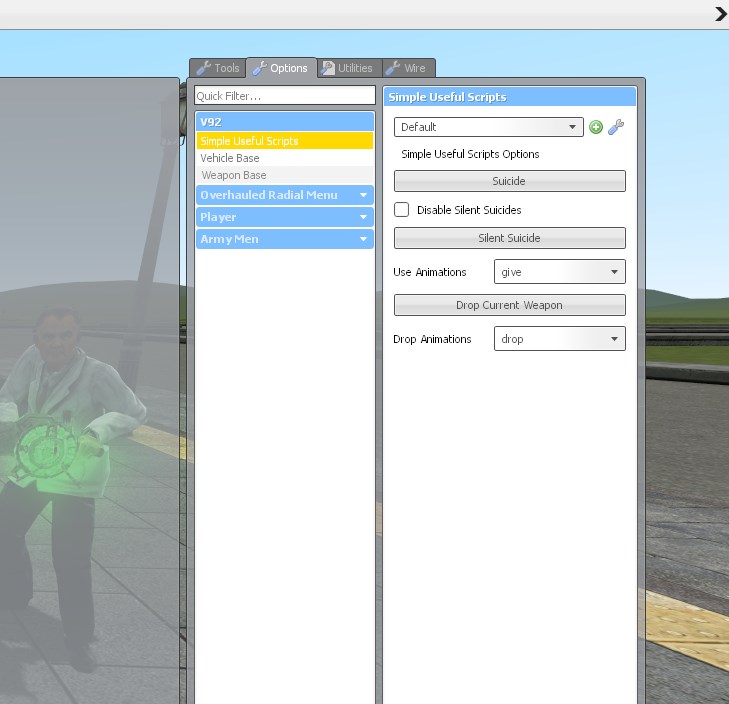 Tools Options Utilities Wire
Quick Filter...
V92
Simple Useful Scripts
Vehicle Base
Weapon Base
Overhauled Radial Menu
Player
Army Men
Simple Useful Scripts
Default
Simple Useful Scripts Options
Suicide
Disable Silent Suicides
Silent Suicide
Use Animations give
Drop Current Weapon
Drop Animations drop